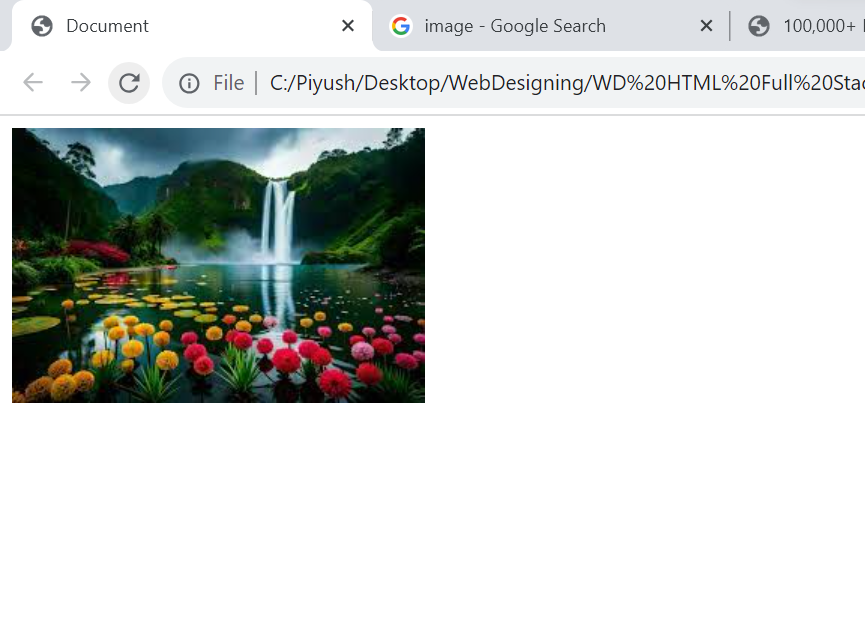 Document
image - Google Search
100,000+
File
C:/Piyush/Desktop/WebDesigning/WD%20HTML%20Full%20Stac